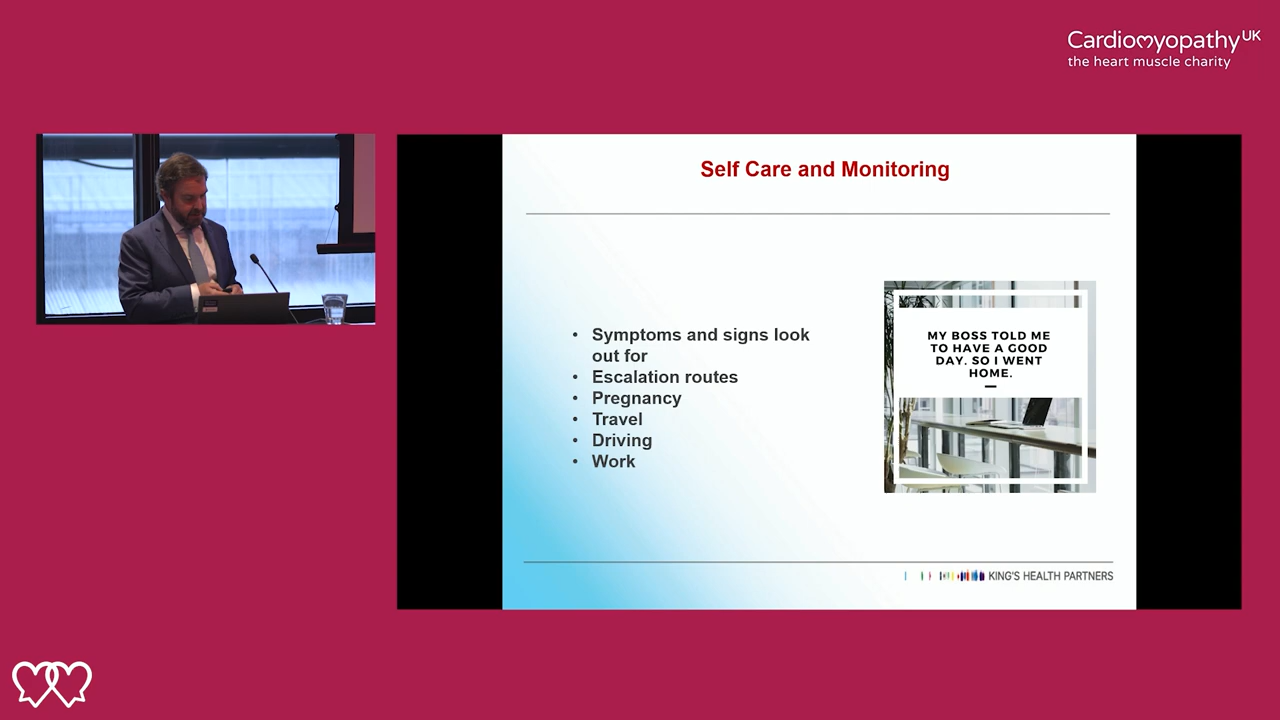 Cardiomyopathy UK
the heart muscle charity
Self Care and Monitoring
• Symptoms and signs look
out for
• Escalation routes
• Pregnancy
• Travel
• Driving
• Work
MY BOSS TOLD ME
TO HAVE A GOOD
DAY. SO I WENT
HOME.
KING'S HEALTH PARTNERS